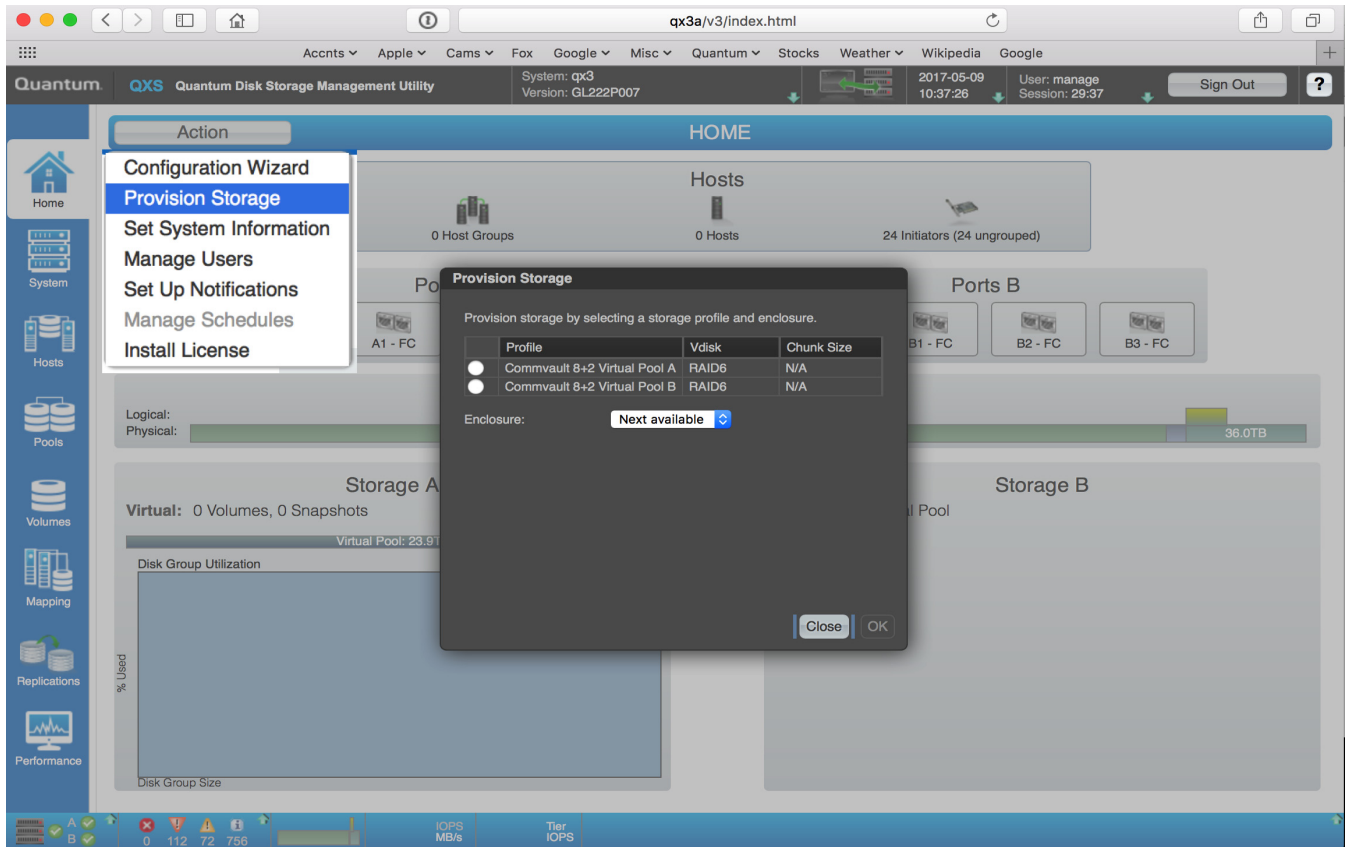 qx3a/v3/index.html
Accnts Apple Cams Fox Google Misc Quantum Stocks Weather Wikipedia Google
Quantum. QXS Quantum Disk Storage Management Utility
System: qx3
Version: GL222P007
2017-05-09
10:37:26
User: manage
Session: 29:37
Sign Out
?
Action
HOME
Configuration Wizard
Provision Storage
Set System Information
Manage Users
Set Up Notifications
Manage Schedules
Install License
Home
System
Hosts
Pools
Volumes
Mapping
Replications
Performance
Hosts
0 Host Groups
0 Hosts
24 Initiators (24 ungrouped)
Po
Ports B
A1 - FC
B1 - FC
B2 - FC
B3 - FC
Provision Storage
Provision storage by selecting a storage profile and enclosure.
Profile Vdisk Chunk Size
Commvault 8+2 Virtual Pool A RAID6 N/A
Commvault 8+2 Virtual Pool B RAID6 N/A
Enclosure: Next available
Close OK
Logical:
Physical:
36.0TB
Storage A
Virtual: 0 Volumes, 0 Snapshots
Virtual Pool: 23.9T
Disk Group Utilization
% Used
Disk Group Size
Storage B
l Pool
A
B
0 112 72 756
IOPS
MB/s
Tier
IOPS